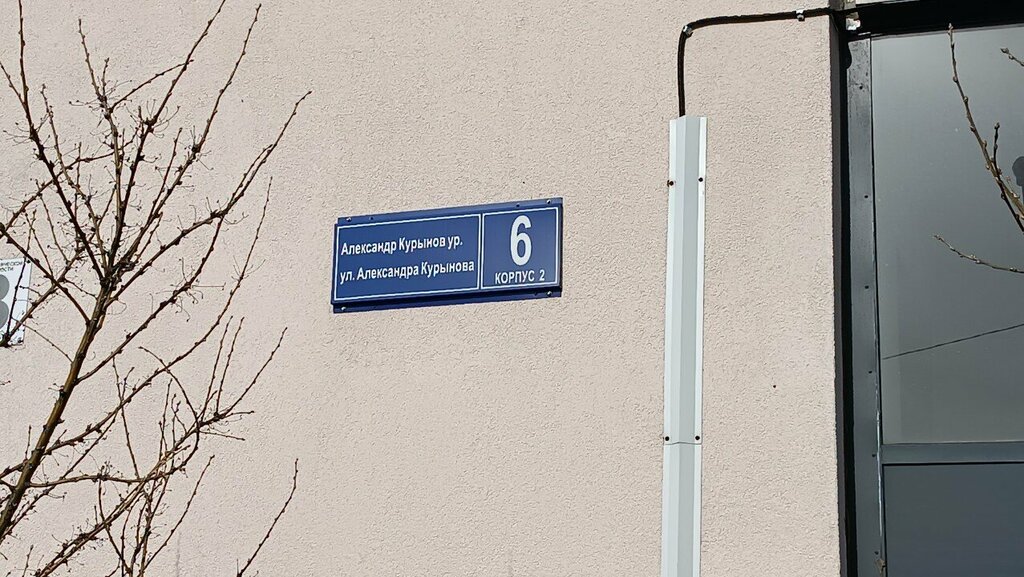 Александр Курынов ур.
ул. Александра Курынова
6
КОРПУС 2